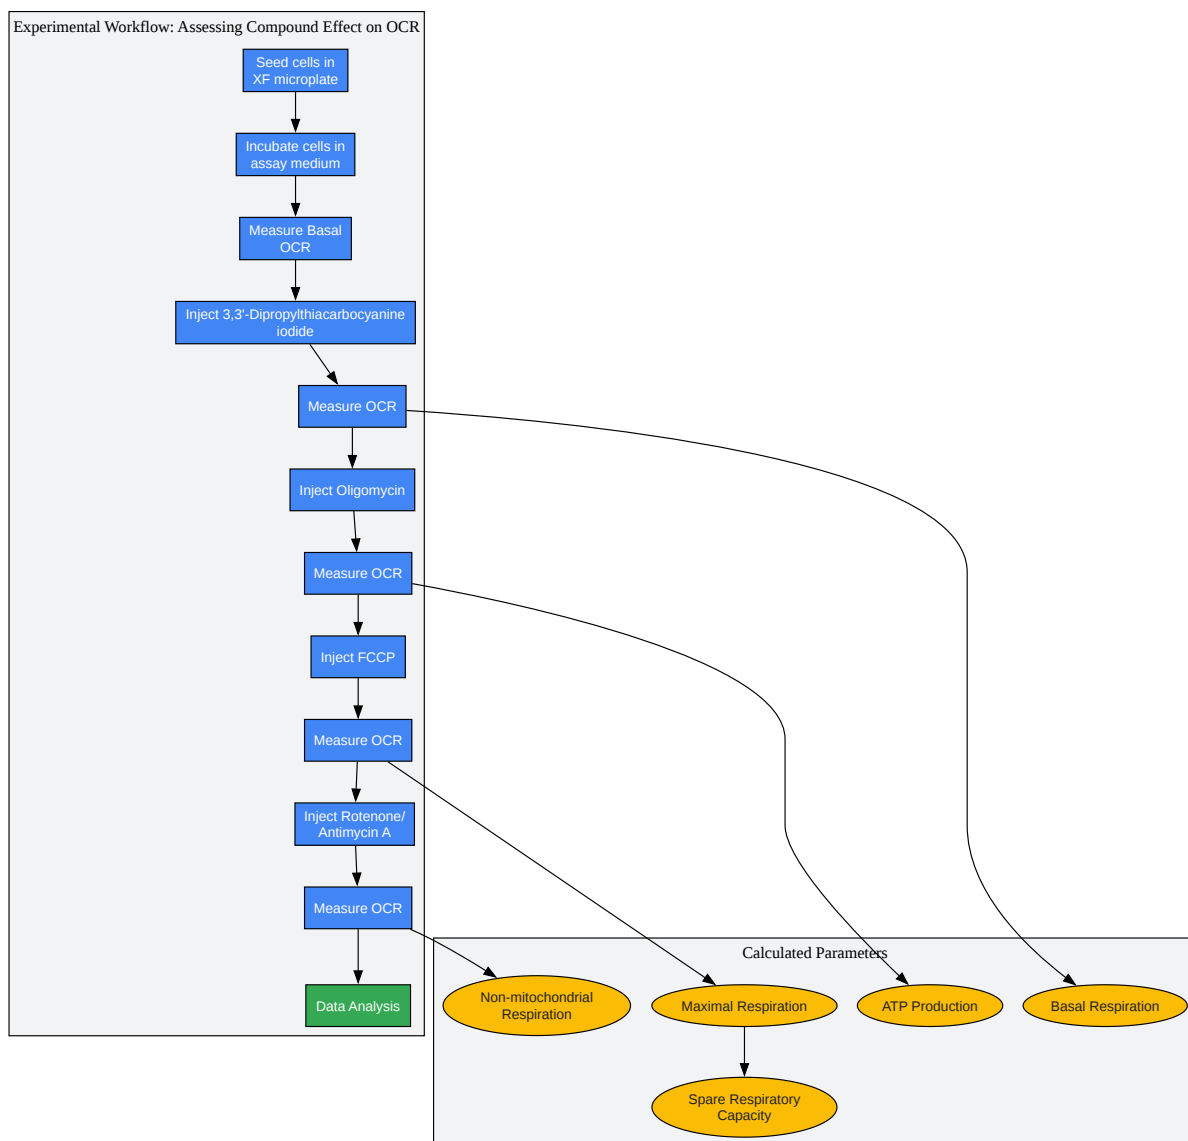 Experimental Workflow: Assessing Compound Effect on OCR
Seed cells in
XF microplate
Incubate cells in
assay medium
Measure Basal
OCR
Inject 3,3'-Dipropylthiacarbocyanine
iodide
Measure OCR
Inject Oligomycin
Measure OCR
Inject FCCP
Measure OCR
Inject Rotenone/
Antimycin A
Measure OCR
Data Analysis
Calculated Parameters
Non-mitochondrial
Respiration
Maximal Respiration
ATP Production
Basal Respiration
Spare Respiratory
Capacity